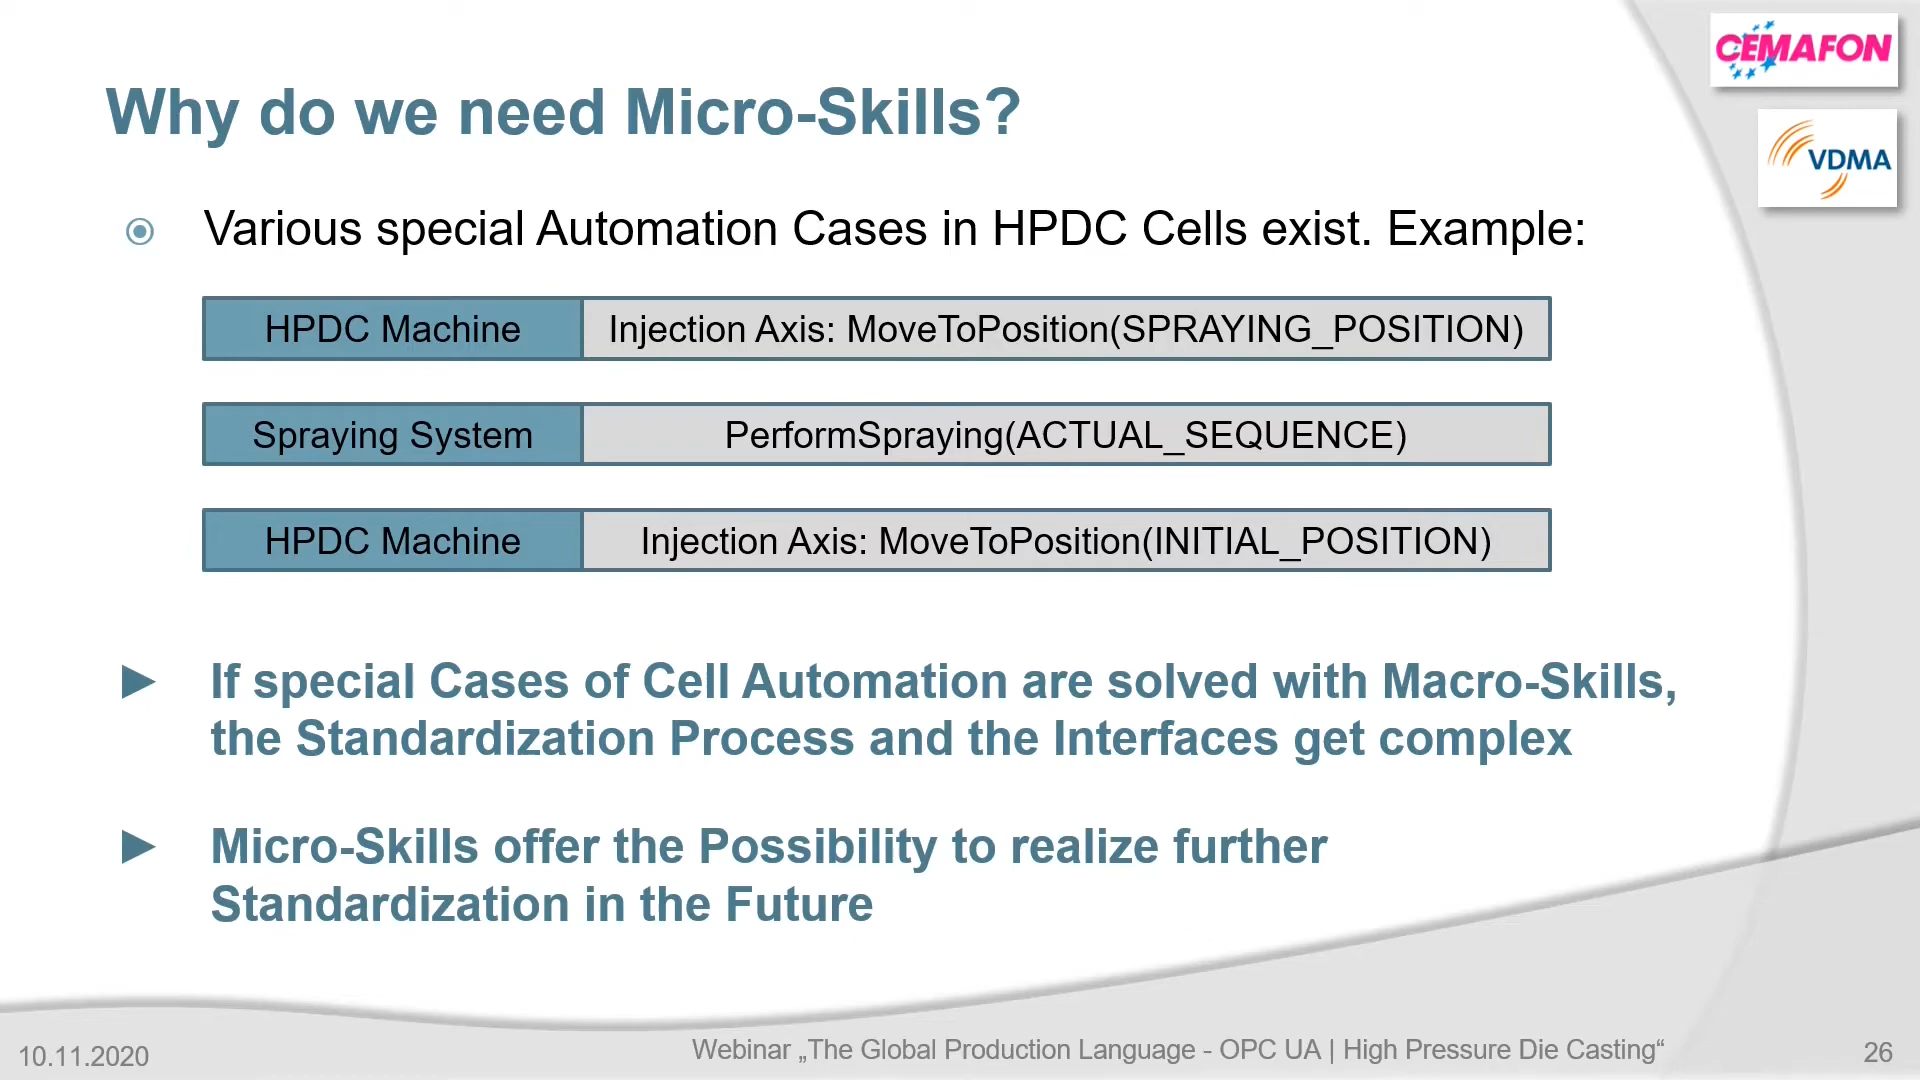 CEMAFON
VDMA
Why do we need Micro-Skills?
Various special Automation Cases in HPDC Cells exist. Example:
HPDC Machine Injection Axis: MoveToPosition(SPRAYING_POSITION)
Spraying System PerformSpraying(ACTUAL_SEQUENCE)
HPDC Machine Injection Axis: MoveToPosition(INITIAL_POSITION)
If special Cases of Cell Automation are solved with Macro-Skills,
the Standardization Process and the Interfaces get complex
Micro-Skills offer the Possibility to realize further
Standardization in the Future
10.11.2020 Webinar „The Global Production Language - OPC UA | High Pressure Die Casting“ 26